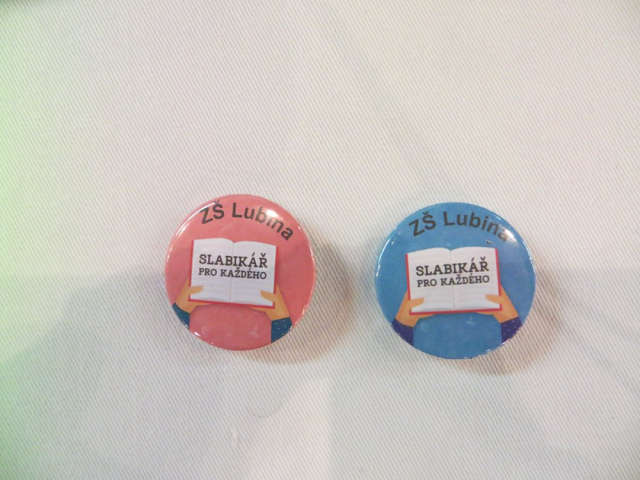 ZŠ Lubina
SLABIKÁŘ
PRO KAŽDÉHO
ZŠ Lubina
SLABIKÁŘ
PRO KAŽDÉHO